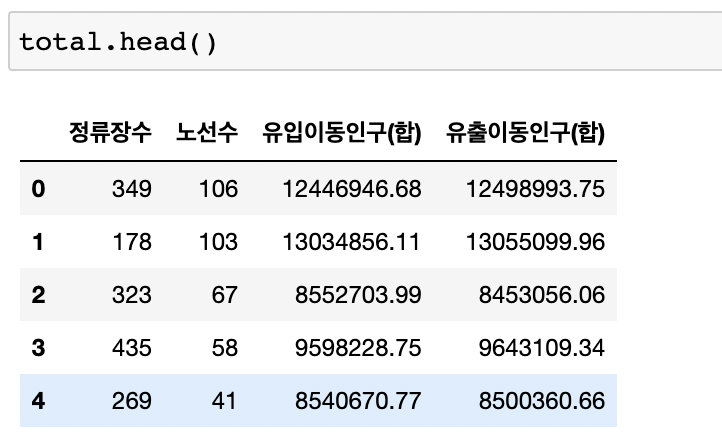 total.head()
정류장수 노선수 유입이동인구(합) 유출이동인구(합)
0 349 106 12446946.68 12498993.75
1 178 103 13034856.11 13055099.96
2 323 67 8552703.99 8453056.06
3 435 58 9598228.75 9643109.34
4 269 41 8540670.77 8500360.66